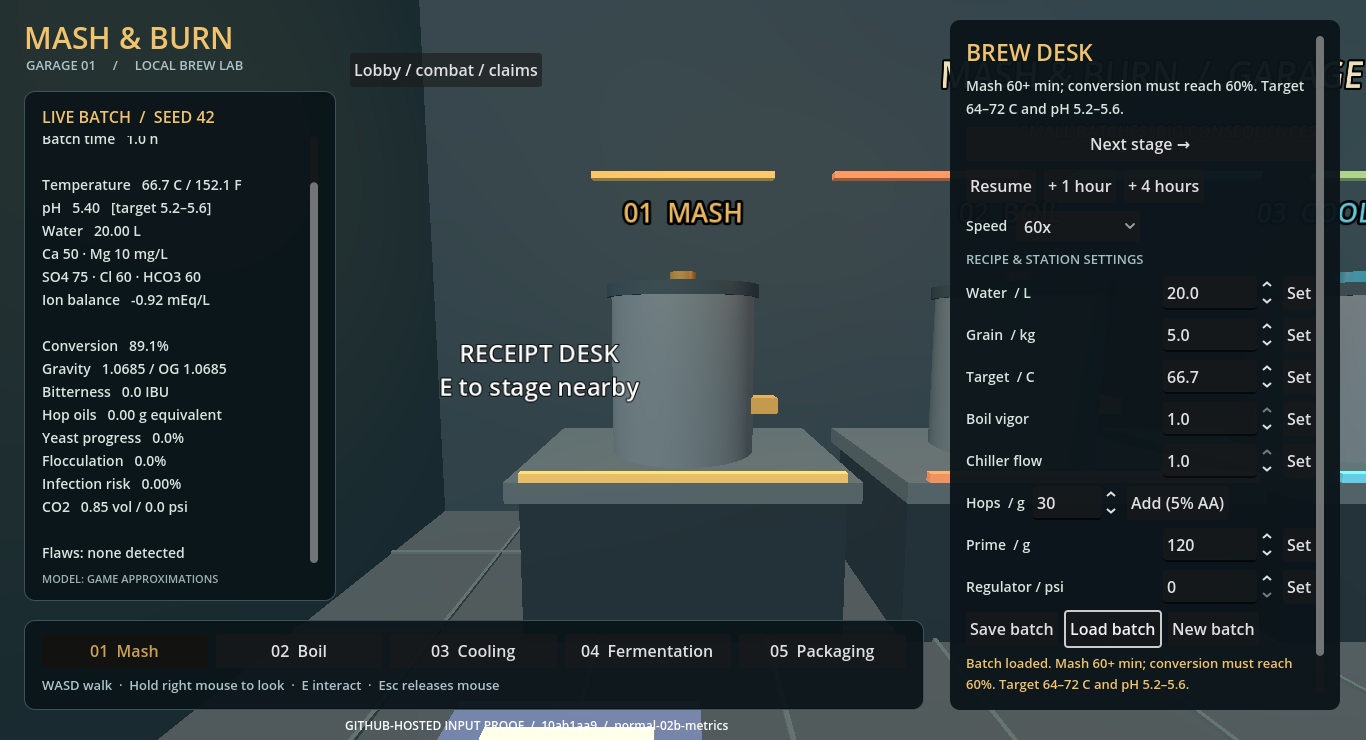 MASH & BURN
GARAGE 01 / LOCAL BREW LAB
Lobby / combat / claims
LIVE BATCH / SEED 42
Batch time 1.0 h
Temperature 66.7 C / 152.1 F
pH 5.40 [target 5.2–5.6]
Water 20.00 L
Ca 50 · Mg 10 mg/L
SO4 75 · Cl 60 · HCO3 60
Ion balance -0.92 mEq/L
Conversion 89.1%
Gravity 1.0685 / OG 1.0685
Bitterness 0.0 IBU
Hop oils 0.00 g equivalent
Yeast progress 0.0%
Flocculation 0.0%
Infection risk 0.00%
CO2 0.85 vol / 0.0 psi
Flaws: none detected
MODEL: GAME APPROXIMATIONS
01 MASH
RECEIPT DESK
E to stage nearby
MASH & BURN / GARAGE
02 BOIL
03 COOL
BREW DESK
Mash 60+ min; conversion must reach 60%. Target
64–72 C and pH 5.2–5.6.
Next stage →
Resume + 1 hour + 4 hours
Speed 60x
RECIPE & STATION SETTINGS
Water / L 20.0 Set
Grain / kg 5.0 Set
Target / C 66.7 Set
Boil vigor 1.0 Set
Chiller flow 1.0 Set
Hops / g 30 Add (5% AA)
Prime / g 120 Set
Regulator / psi 0 Set
Save batch Load batch New batch
Batch loaded. Mash 60+ min; conversion must reach
60%. Target 64–72 C and pH 5.2–5.6.
01 Mash 02 Boil 03 Cooling 04 Fermentation 05 Packaging
WASD walk · Hold right mouse to look · E interact · Esc releases mouse
GITHUB-HOSTED INPUT PROOF / 10ab1aa9 / normal-02b-metrics